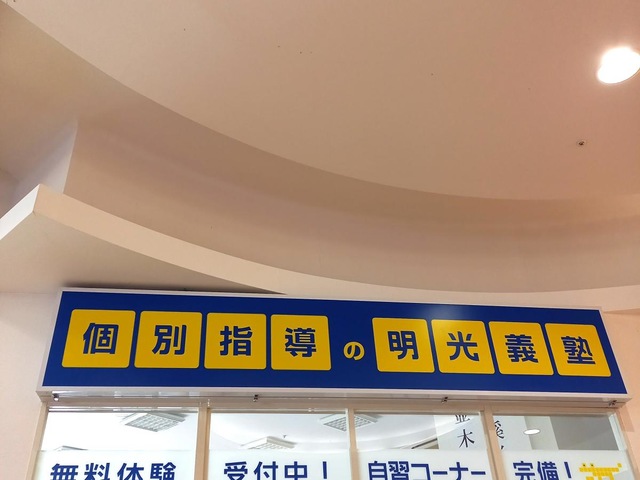 個別指導の明光義塾
無料体験 受付中! 自習コーナー 完備!